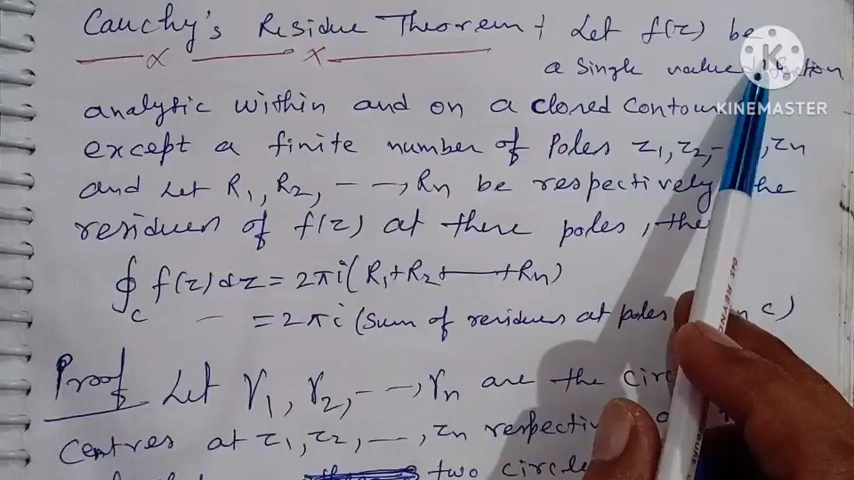 Cauchy's Residue Theorem + Let f(z) be
a single valued
analytic within and on a closed contour
KINEMASTER
except a finite number of Poles z1, z2, - , zn
and Let R1, R2, - - -, Rn be respectively the
residues of f(z) at these poles, the
∮c f(z)dz = 2πi(R1+R2+——+Rn)
= 2πi (Sum of residues at poles c)
Proof Let γ1, γ2, - - -, γn are the
centres at z1, z2, - - -, zn
two circle